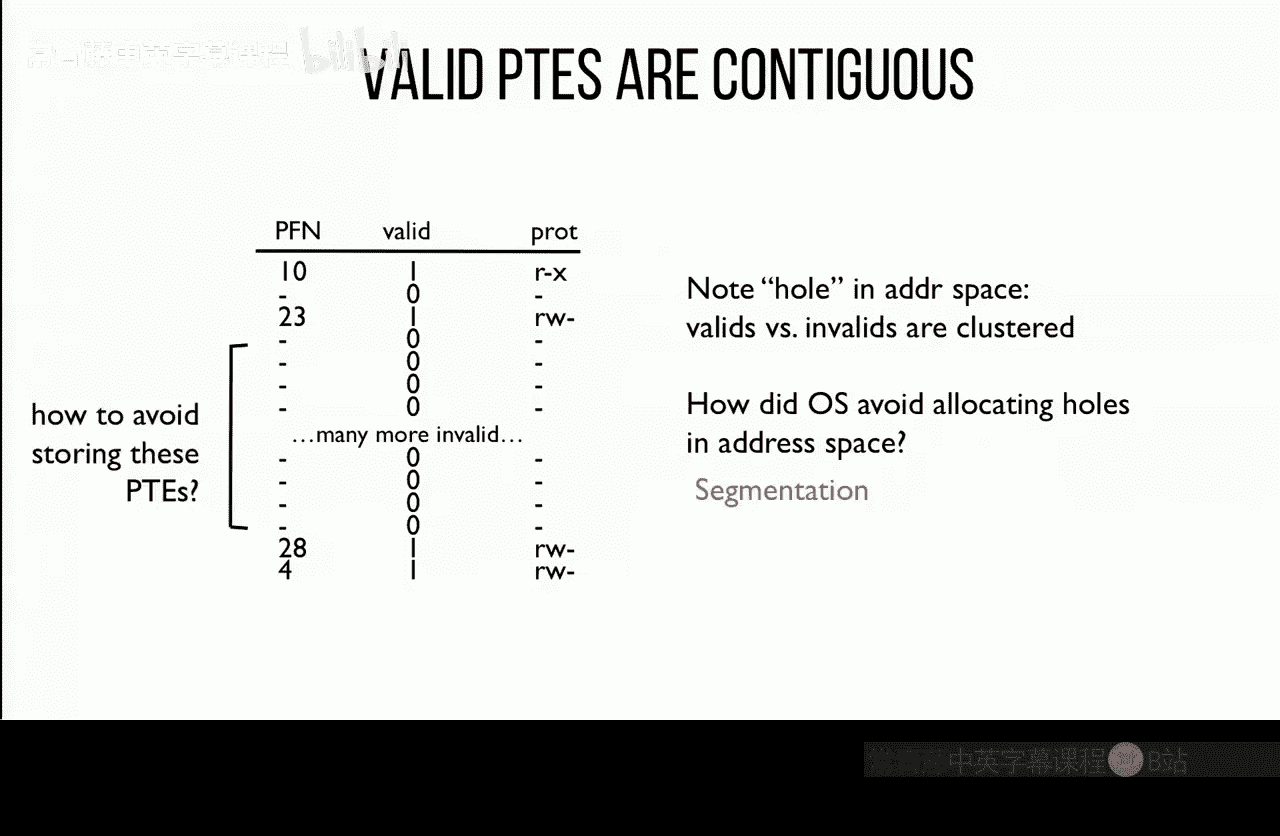 bilibili
VALID PTES ARE CONTIGUOUS
PFN valid prot
10 1 r-x
- 0 -
23 1 rw-
- 0 -
- 0 -
- 0 -
- 0 -
…many more invalid…
- 0 -
- 0 -
- 0 -
- 0 -
28 1 rw-
4 1 rw-
how to avoid
storing these
PTEs?
Note “hole” in addr space:
valids vs. invalids are clustered
How did OS avoid allocating holes
in address space?
Segmentation
中英字幕课程 B站